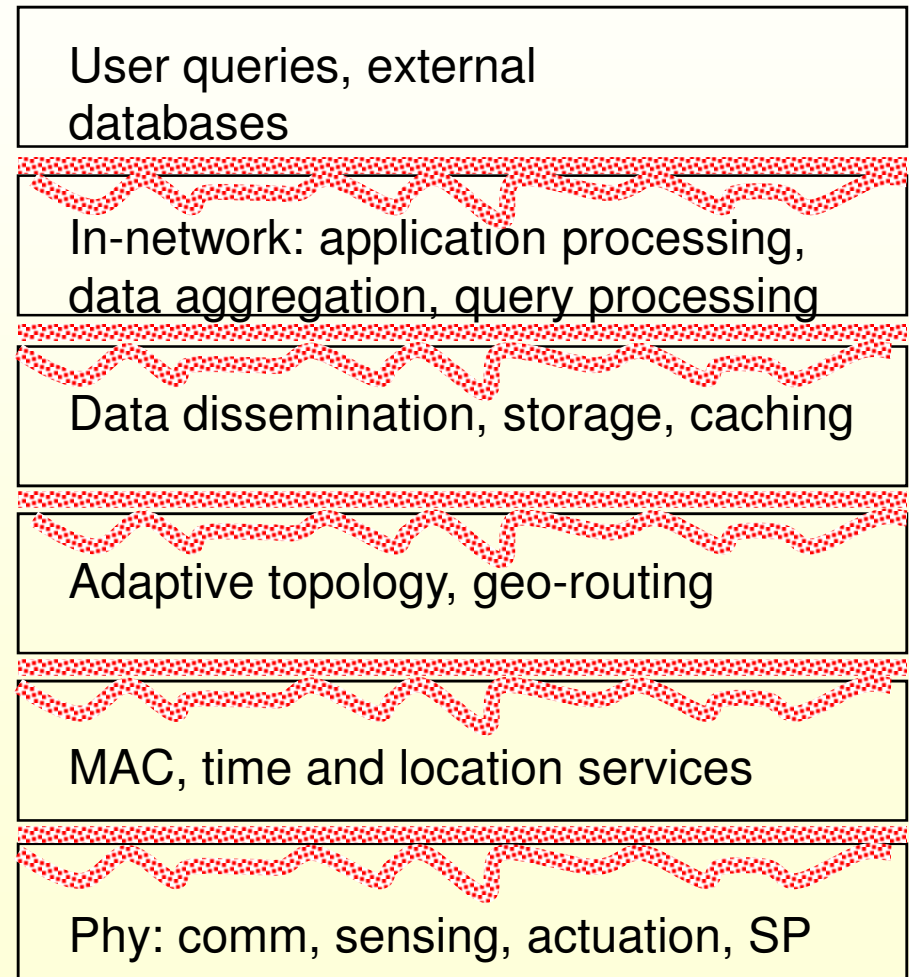 User queries, external
databases
In-network: application processing,
data aggregation, query processing
Data dissemination, storage, caching
Adaptive topology, geo-routing
MAC, time and location services
Phy: comm, sensing, actuation, SP